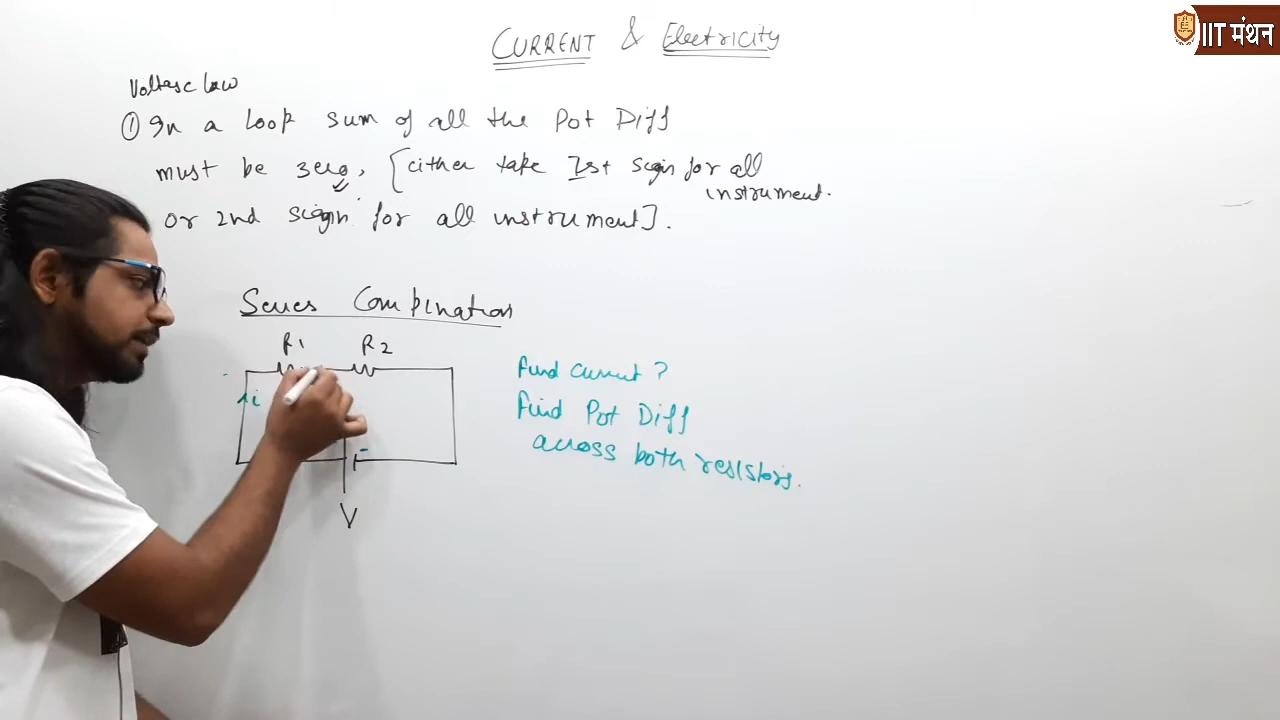 IIT मंथन
CURRENT & Electricity
Voltage law
① In a loop sum of all the Pot Diff
must be zero, [either take 1st sign for all
instrument.
or 2nd sign for all instrument].
Series Combination
R1 R2
i
-
V
Find current?
Find Pot Diff
across both resistors.